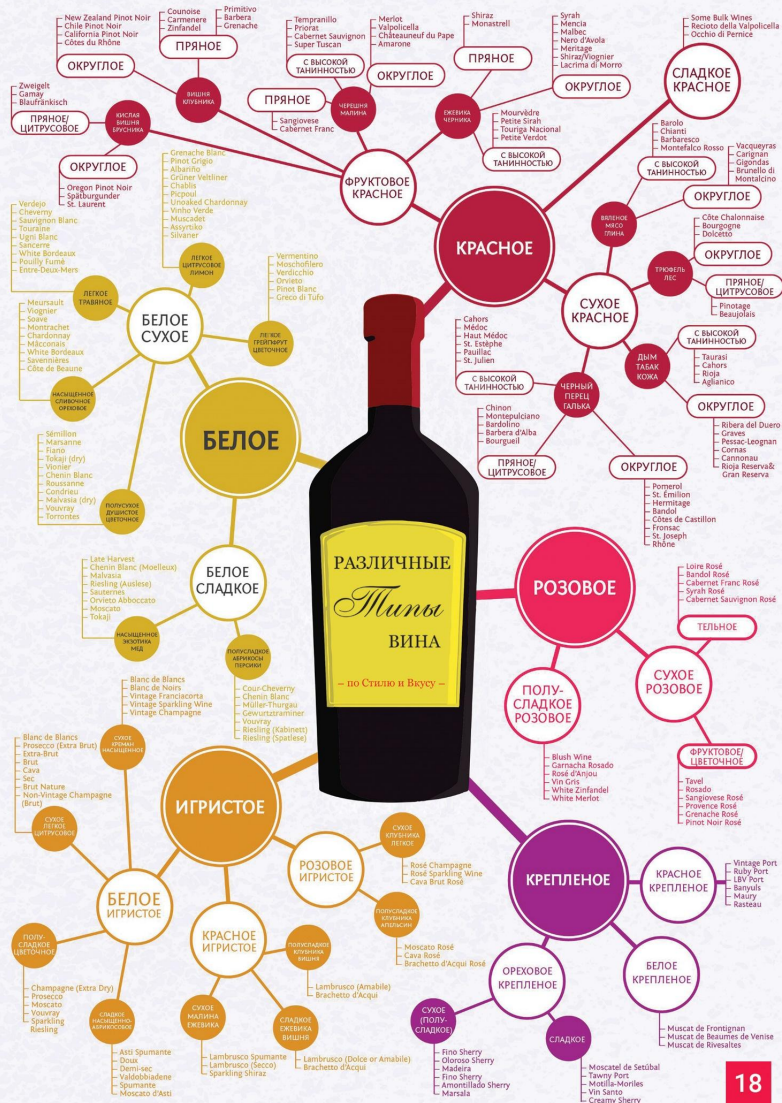 New Zealand Pinot Noir
Chile Pinot Noir
California Pinot Noir
Côtes du Rhône
ОКРУГЛОЕ
Counoise
Carmenere
Zinfandel
Primitivo
Barbera
Grenache
ПРЯНОЕ
ВИШНЯ
КЛУБНИКА
Zweigelt
Gamay
Blaufränkisch
ПРЯНОЕ/
ЦИТРУСОВОЕ
КИСЛАЯ
ВИШНЯ
БРУСНИКА
ОКРУГЛОЕ
Oregon Pinot Noir
Spätburgunder
St. Laurent
Tempranillo
Priorat
Cabernet Sauvignon
Super Tuscan
С ВЫСОКОЙ
ТАНИННОСТЬЮ
Merlot
Valpolicella
Châteauneuf du Pape
Amarone
ОКРУГЛОЕ
ПРЯНОЕ
Sangiovese
Cabernet Franc
ЧЕРЕШНЯ
МАЛИНА
Shiraz
Monastrell
ПРЯНОЕ
Syrah
Mencia
Malbec
Nero d'Avola
Meritage
Shiraz/Viognier
Lacrima di Morro
ОКРУГЛОЕ
ЕЖЕВИКА
ЧЕРНИКА
Mourvèdre
Petite Sirah
Touriga Nacional
Petite Verdot
С ВЫСОКОЙ
ТАНИННОСТЬЮ
ФРУКТОВОЕ
КРАСНОЕ
Some Bulk Wines
Recioto della Valpolicella
Occhio di Pernice
СЛАДКОЕ
КРАСНОЕ
КРАСНОЕ
Barolo
Chianti
Barbaresco
Montefalco Rosso
С ВЫСОКОЙ
ТАНИННОСТЬЮ
Vacqueyras
Carignan
Gigondas
Brunello di
Montalcino
ОКРУГЛОЕ
ВЯЛЕНОЕ
МЯСО
ГЛИНА
Côte Chalonnaise
Bourgogne
Dolcetto
ОКРУГЛОЕ
ТРЮФЕЛЬ
ЛЕС
ПРЯНОЕ/
ЦИТРУСОВОЕ
Pinotage
Beaujolais
СУХОЕ
КРАСНОЕ
ДЫМ
ТАБАК
КОЖА
С ВЫСОКОЙ
ТАНИННОСТЬЮ
Taurasi
Cahors
Rioja
Aglianico
ОКРУГЛОЕ
Ribera del Duero
Graves
Pessac-Leognan
Cornas
Cannonau
Rioja Reserva&
Gran Reserva
Cahors
Médoc
Haut Médoc
St. Estèphe
Pauillac
St. Julien
С ВЫСОКОЙ
ТАНИННОСТЬЮ
ЧЕРНЫЙ
ПЕРЕЦ
ГАЛЬКА
Chinon
Montepulciano
Bardolino
Barbera d'Alba
Bourgueil
ПРЯНОЕ/
ЦИТРУСОВОЕ
ОКРУГЛОЕ
Pomerol
St. Émilion
Hermitage
Bandol
Côtes de Castillon
Fronsac
St. Joseph
Rhône
Grenache Blanc
Pinot Grigio
Albariño
Grüner Veltliner
Chablis
Picpoul
Unoaked Chardonnay
Vinho Verde
Muscadet
Assyrtiko
Silvaner
ЛЕГКОЕ
ЦИТРУСОВОЕ
ЛИМОН
Verdejo
Cheverny
Sauvignon Blanc
Touraine
Ugni Blanc
Sancerre
White Bordeaux
Pouilly Fumé
Entre-Deux-Mers
ЛЕГКОЕ
ТРАВЯНОЕ
БЕЛОЕ
СУХОЕ
Vermentino
Moschofilero
Verdicchio
Orvieto
Pinot Blanc
Greco di Tufo
ЛЕГКОЕ
ГРЕЙПФРУТ
ЦВЕТОЧНОЕ
Meursault
Viognier
Soave
Montrachet
Chardonnay
Mâcconais
White Bordeaux
Savennières
Côte de Beaune
НАСЫЩЕННОЕ
СЛИВОЧНОЕ
ОРЕХОВОЕ
Sémillon
Marsanne
Fiano
Tokaji (dry)
Vionier
Chenin Blanc
Roussanne
Condrieu
Malvasia (dry)
Vouvray
Torrontes
ПОЛУСУХОЕ
ДУШИСТОЕ
ЦВЕТОЧНОЕ
БЕЛОЕ
БЕЛОЕ
СЛАДКОЕ
Late Harvest
Chenin Blanc (Moelleux)
Malvasia
Riesling (Auslese)
Sauternes
Orvieto Abboccato
Moscato
Tokaji
НАСЫЩЕННОЕ
ЭКЗОТИКА
МЕД
ПОЛУСЛАДКОЕ
АБРИКОСЫ
ПЕРСИКИ
Cour-Cheverny
Chenin Blanc
Müller-Thurgau
Gewürtztraminer
Vouvray
Riesling (Kabinett)
Riesling (Spatlese)
РАЗЛИЧНЫЕ
Типы
ВИНА
– по Стилю и Вкусу –
РОЗОВОЕ
Loire Rosé
Bandol Rosé
Cabernet Franc Rosé
Syrah Rosé
Cabernet Sauvignon Rosé
ТЕЛЬНОЕ
СУХОЕ
РОЗОВОЕ
ФРУКТОВОЕ/
ЦВЕТОЧНОЕ
Tavel
Rosado
Sangiovese Rosé
Provence Rosé
Grenache Rosé
Pinot Noir Rosé
ПОЛУ-
СЛАДКОЕ
РОЗОВОЕ
Blush Wine
Garnacha Rosado
Rosé d'Anjou
Vin Gris
White Zinfandel
White Merlot
Blanc de Blancs
Blanc de Noirs
Vintage Franciacorta
Vintage Sparkling Wine
Vintage Champagne
СУХОЕ
КРЕМАН
НАСЫЩЕННОЕ
Blanc de Blancs
Prosecco (Extra Brut)
Extra-Brut
Brut
Cava
Sec
Brut Nature
Non-Vintage Champagne
(Brut)
СУХОЕ
ЛЕГКОЕ
ЦИТРУСОВОЕ
ИГРИСТОЕ
БЕЛОЕ
ИГРИСТОЕ
ПОЛУ-
СЛАДКОЕ
ЦВЕТОЧНОЕ
Champagne (Extra Dry)
Prosecco
Moscato
Vouvray
Sparkling
Riesling
СЛАДКОЕ
НАСЫЩЕННО-
АБРИКОСОВОЕ
Asti Spumante
Doux
Demi-sec
Valdobbiadene
Spumante
Moscato d'Asti
РОЗОВОЕ
ИГРИСТОЕ
СУХОЕ
КЛУБНИКА
ЛЕГКОЕ
Rosé Champagne
Rosé Sparkling Wine
Cava Brut Rosé
ПОЛУСЛАДКОЕ
КЛУБНИКА
АПЕЛЬСИН
Moscato Rosé
Cava Rosé
Brachetto d'Acqui Rosé
КРАСНОЕ
ИГРИСТОЕ
ПОЛУСЛАДКОЕ
КЛУБНИКА
ВИШНЯ
Lambrusco (Amabile)
Brachetto d'Acqui
СУХОЕ
МАЛИНА
ЕЖЕВИКА
Lambrusco Spumante
Lambrusco (Secco)
Sparkling Shiraz
СЛАДКОЕ
ЕЖЕВИКА
ВИШНЯ
Lambrusco (Dolce or Amabile)
Brachetto d'Acqui
КРЕПЛЕНОЕ
КРАСНОЕ
КРЕПЛЕНОЕ
Vintage Port
Ruby Port
LBV Port
Banyuls
Maury
Rasteau
БЕЛОЕ
КРЕПЛЕНОЕ
Muscat de Frontignan
Muscat de Beaumes de Venise
Muscat de Rivesaltes
ОРЕХОВОЕ
КРЕПЛЕНОЕ
СУХОЕ
(ПОЛУ-
СЛАДКОЕ)
Fino Sherry
Oloroso Sherry
Madeira
Fino Sherry
Amontillado Sherry
Marsala
СЛАДКОЕ
Moscatel de Setúbal
Tawny Port
Motilla-Moriles
Vin Santo
Creamy Sherry
18